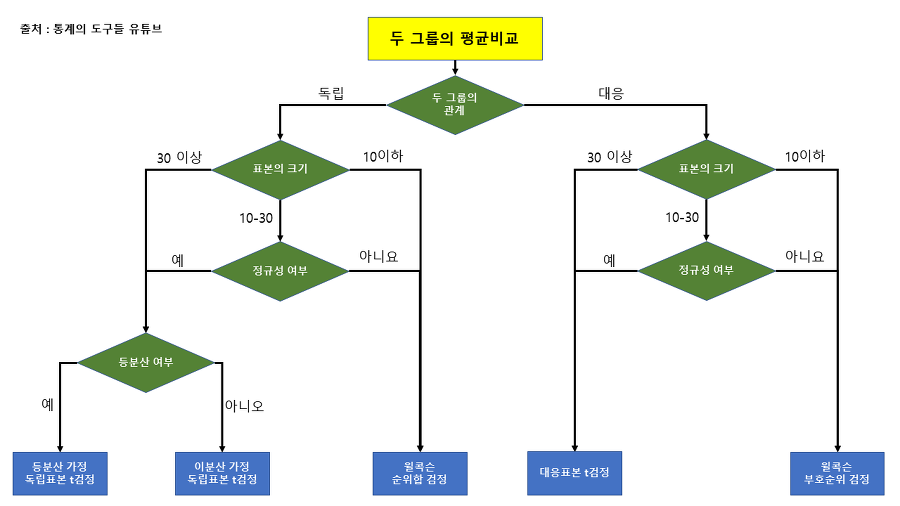 출처 : 통계의 도구들 유튜브
두 그룹의 평균비교
두 그룹의
관계
독립
대응
표본의 크기
30 이상
10이하
10-30
정규성 여부
예
아니요
등분산 여부
예
아니오
표본의 크기
30 이상
10이하
10-30
정규성 여부
예
아니요
등분산 가정
독립표본 t검정
이분산 가정
독립표본 t검정
윌콕슨
순위합 검정
대응표본 t검정
윌콕슨
부호순위 검정